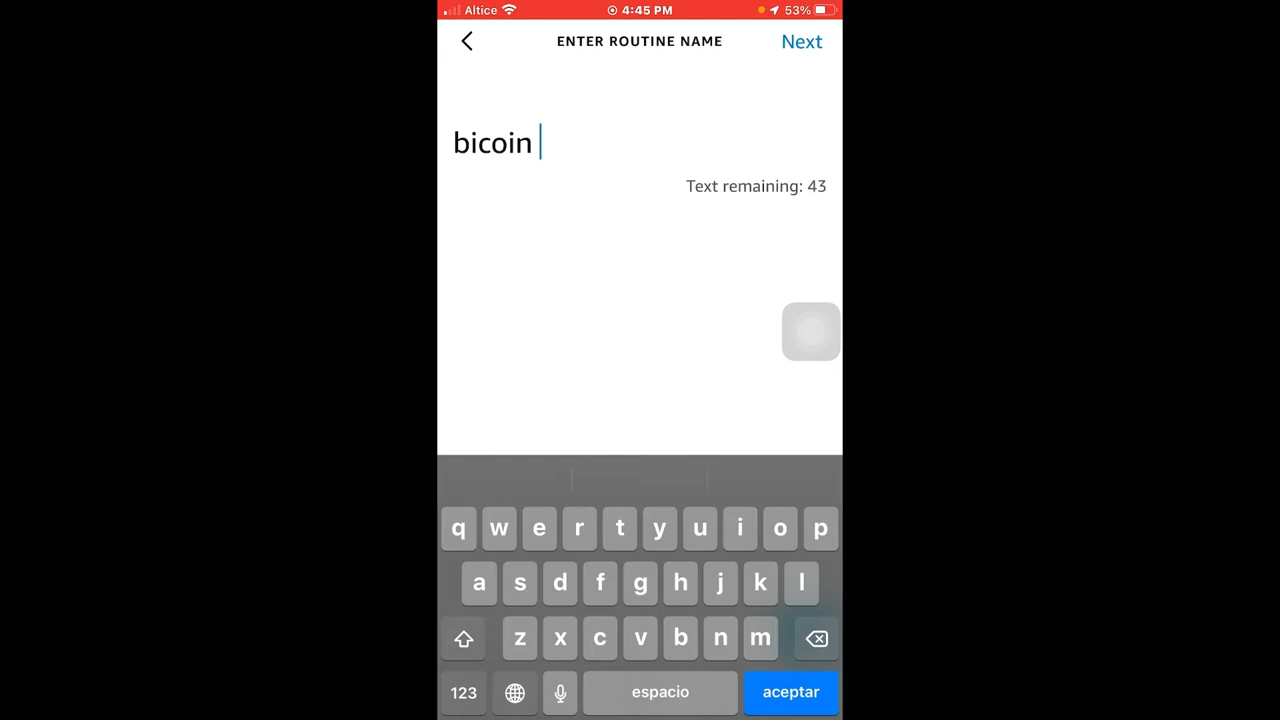 Altice 4:45 PM 53%
ENTER ROUTINE NAME Next
bicoin
Text remaining: 43
q w e r t y u i o p
a s d f g h j k l
z x c v b n m
123 espacio aceptar